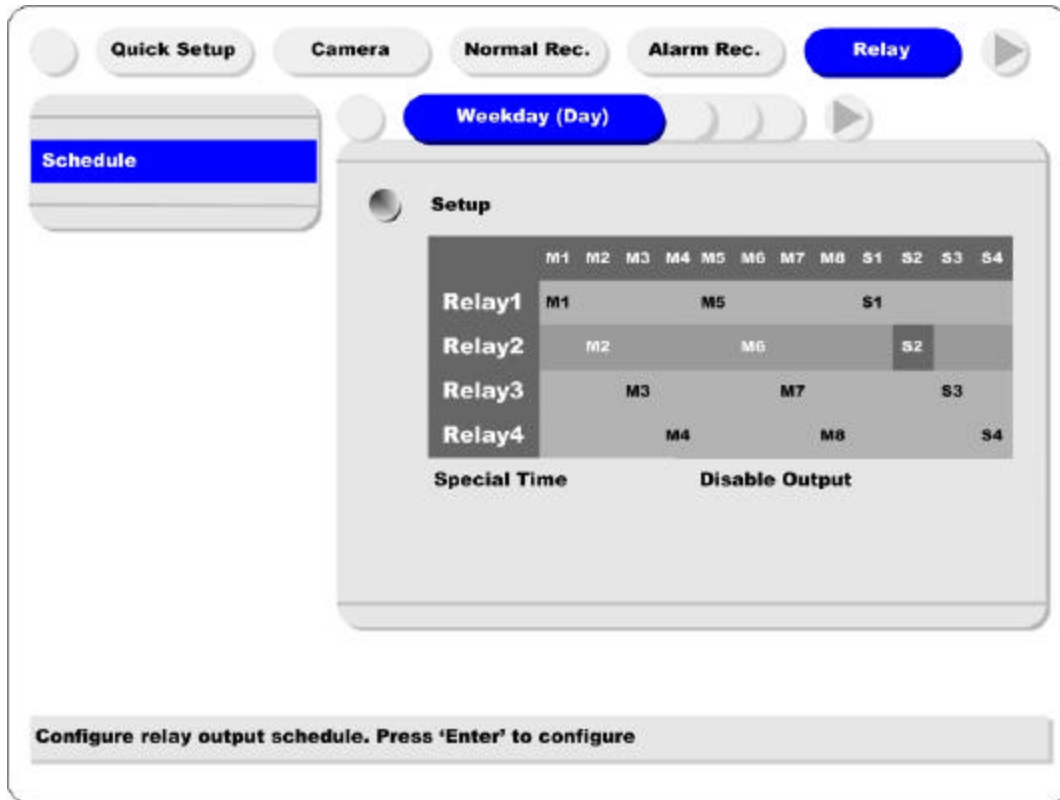 Quick Setup Camera Normal Rec. Alarm Rec. Relay
Weekday (Day)
Schedule
Setup
M1 M2 M3 M4 M5 M6 M7 M8 S1 S2 S3 S4
Relay1 M1 M5 S1
Relay2 M2 M6 S2
Relay3 M3 M7 S3
Relay4 M4 M8 S4
Special Time Disable Output
Configure relay output schedule. Press ‘Enter’ to configure